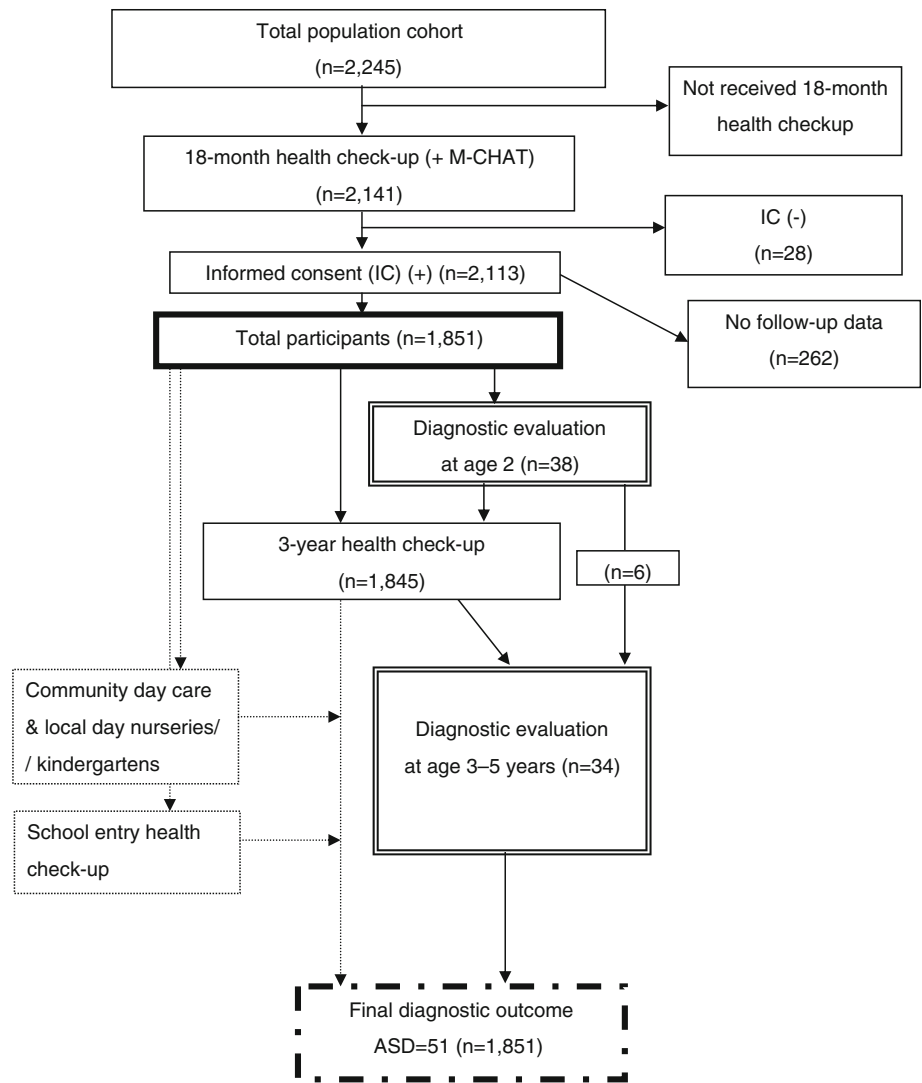 Total population cohort
(n=2,245)
Not received 18-month
health checkup
18-month health check-up (+ M-CHAT)
(n=2,141)
IC (-)
(n=28)
Informed consent (IC) (+) (n=2,113)
No follow-up data
(n=262)
Total participants (n=1,851)
Diagnostic evaluation
at age 2 (n=38)
3-year health check-up
(n=1,845)
(n=6)
Community day care
& local day nurseries/
/ kindergartens
Diagnostic evaluation
at age 3–5 years (n=34)
School entry health
check-up
Final diagnostic outcome
ASD=51 (n=1,851)